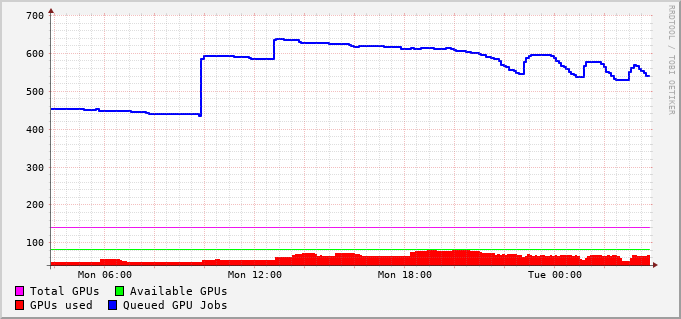 700
600
500
400
300
200
100
Mon 06:00 Mon 12:00 Mon 18:00 Tue 00:00
Total GPUs Available GPUs
GPUs used Queued GPU Jobs
RRDTOOL / TOBI OETIKER